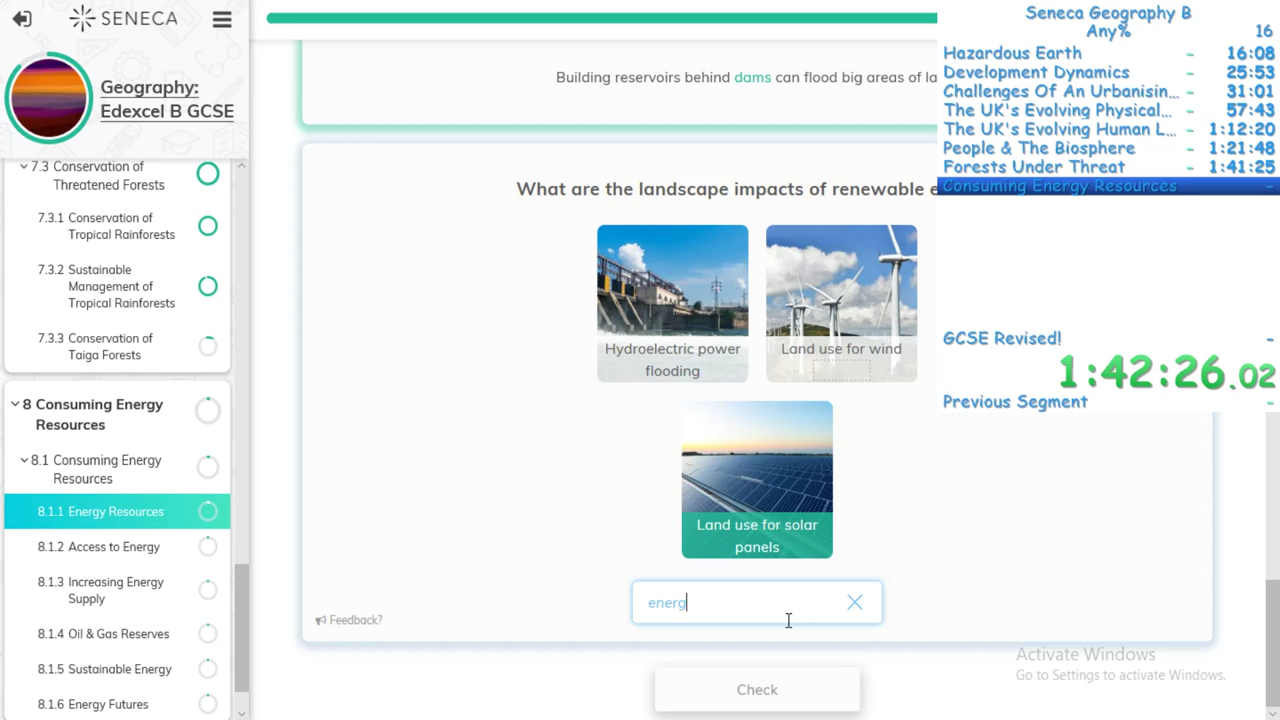 SENECA
Geography:
Edexcel B GCSE
7.3 Conservation of
Threatened Forests
7.3.1 Conservation of
Tropical Rainforests
7.3.2 Sustainable
Management of
Tropical Rainforests
7.3.3 Conservation of
Taiga Forests
8 Consuming Energy
Resources
8.1 Consuming Energy
Resources
8.1.1 Energy Resources
8.1.2 Access to Energy
8.1.3 Increasing Energy
Supply
8.1.4 Oil & Gas Reserves
8.1.5 Sustainable Energy
8.1.6 Energy Futures
Building reservoirs behind dams can flood big areas of la
What are the landscape impacts of renewable e
Hydroelectric power
flooding
Land use for wind
Land use for solar
panels
energ
Feedback?
Check
Seneca Geography B
Any% 16
Hazardous Earth - 16:08
Development Dynamics - 25:53
Challenges Of An Urbanisin... - 31:01
The UK's Evolving Physical... - 57:43
The UK's Evolving Human L... - 1:12:20
People & The Biosphere - 1:21:48
Forests Under Threat - 1:41:25
Consuming Energy Resources -
GCSE Revised! -
1:42:26.02
Previous Segment -
Activate Windows
Go to Settings to activate Windows.